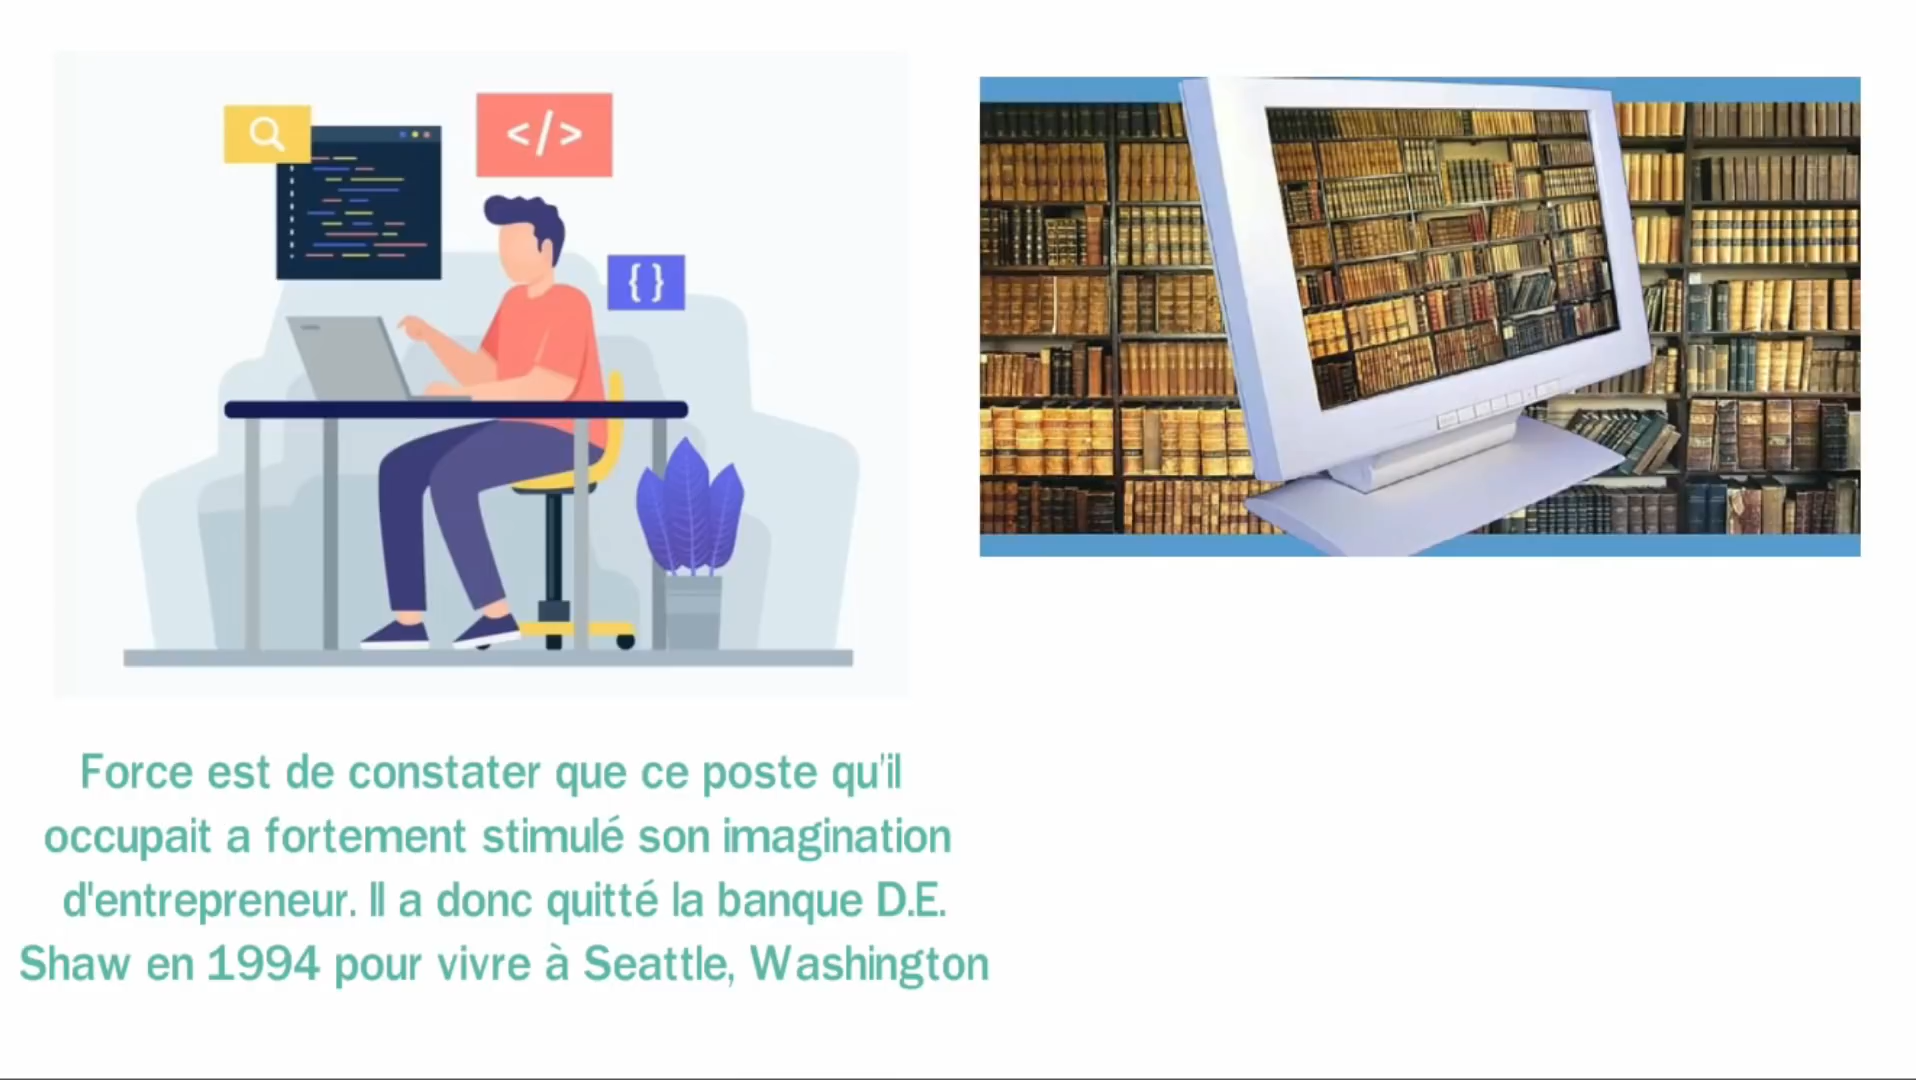 </>
{}
Force est de constater que ce poste qu'il
occupait a fortement stimulé son imagination
d'entrepreneur. Il a donc quitté la banque D.E.
Shaw en 1994 pour vivre à Seattle, Washington